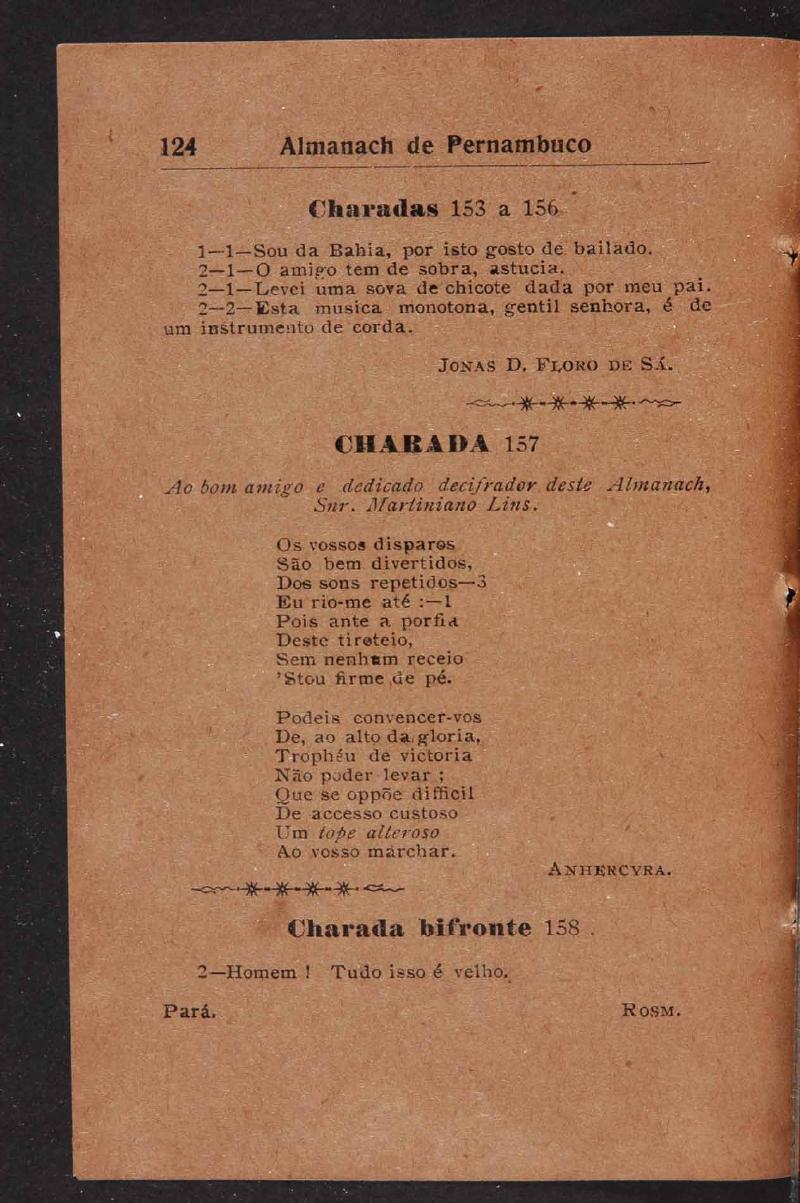 124 Almanach de Pernambuco
Charadas 153 a 156
1—1—Sou da Bahia, por isto gosto de bailado.
2—1—O amigo tem de sobra, astucia.
2—1—Levei uma sova de chicote dada por meu pai.
2—2—Esta musica monotona, gentil senhora, é de
um instrumento de corda.
JONAS D. FLORO DE SÁ.
CHARADA 157
Ao bom amigo e dedicado decifrador deste Almanach,
Snr. Martiniano Lins.
Os vossos disparos
São bem divertidos,
Dos sons repetidos—3
Eu rio-me até :—1
Pois ante a porfia
Deste tiroteio,
Sem nenhum receio
'Stou firme de pé.
Podeis convencer-vos
De, ao alto da gloria,
Trophéu de victoria
Não poder levar ;
Que se oppõe difficil
De accesso custoso
Um tope alteroso
Ao vosso marchar.
ANHERCYRA.
Charada bifronte 158 .
2—Homem ! Tudo isso é velho.
Pará. ROSM.